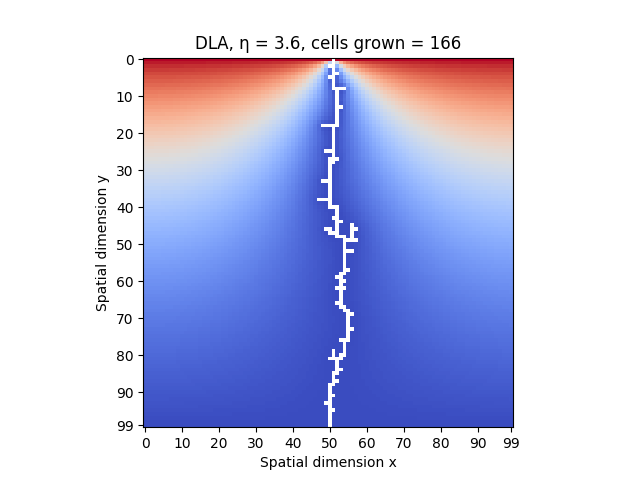 DLA, η = 3.6, cells grown = 166
0
10
20
30
40
50
60
70
80
90
99
Spatial dimension y
0 10 20 30 40 50 60 70 80 90 99
Spatial dimension x